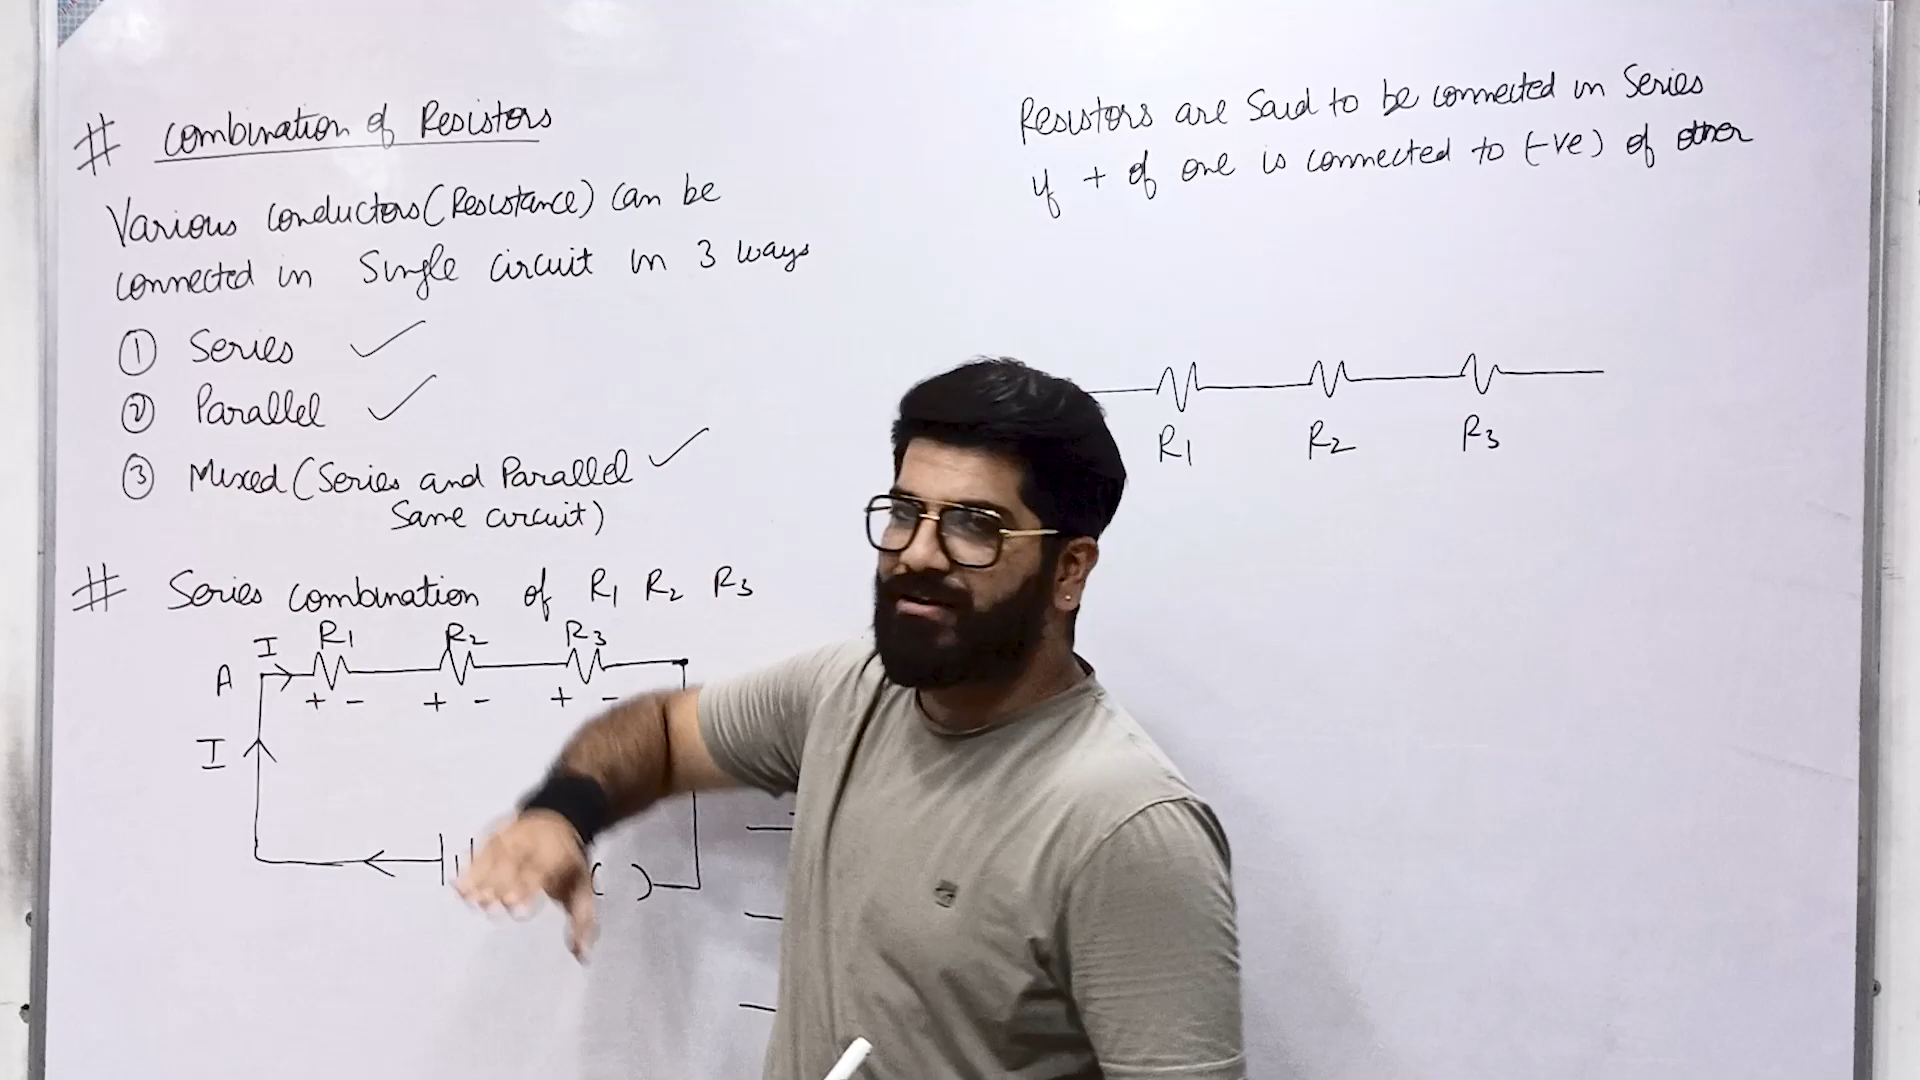 # Combination of Resistors
Various conductors (Resistance) can be
connected in Single circuit in 3 ways
① Series ✓
② Parallel ✓
③ Mixed (Series and Parallel ✓
Same circuit)
# Series combination of R1 R2 R3
I R1 R2 R3
A
+ - + - + -
I
( )
Resistors are Said to be connected in Series
if + of one is connected to (-ve) of other
R1 R2 R3